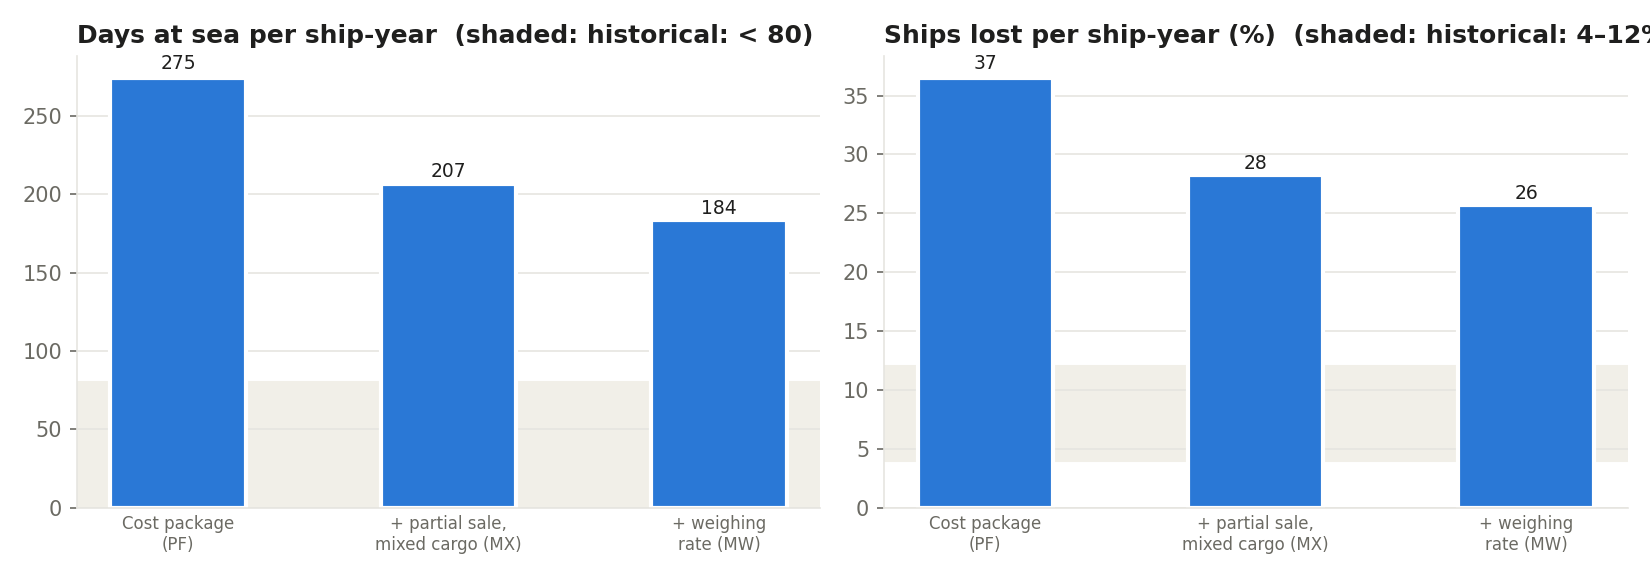 Days at sea per ship-year  (shaded: historical: < 80)
275
207
184
250
200
150
100
50
0
Cost package
(PF)
+ partial sale,
mixed cargo (MX)
+ weighing
rate (MW)
Ships lost per ship-year (%)  (shaded: historical: 4–12%
37
28
26
35
30
25
20
15
10
5
0
Cost package
(PF)
+ partial sale,
mixed cargo (MX)
+ weighing
rate (MW)